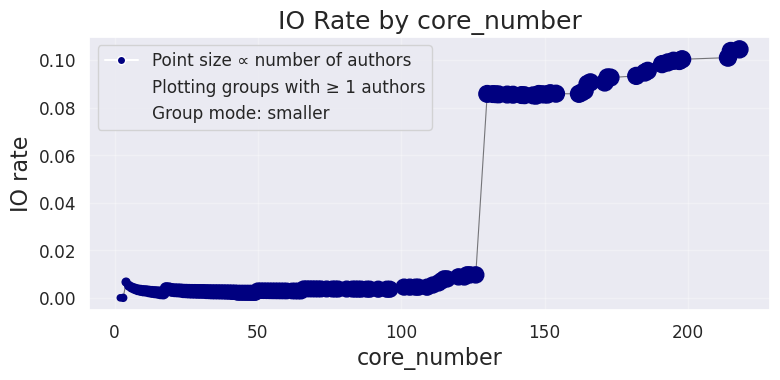 IO Rate by core_number
Point size ∝ number of authors
Plotting groups with ≥ 1 authors
Group mode: smaller
IO rate
0.10
0.08
0.06
0.04
0.02
0.00
0 50 100 150 200
core_number